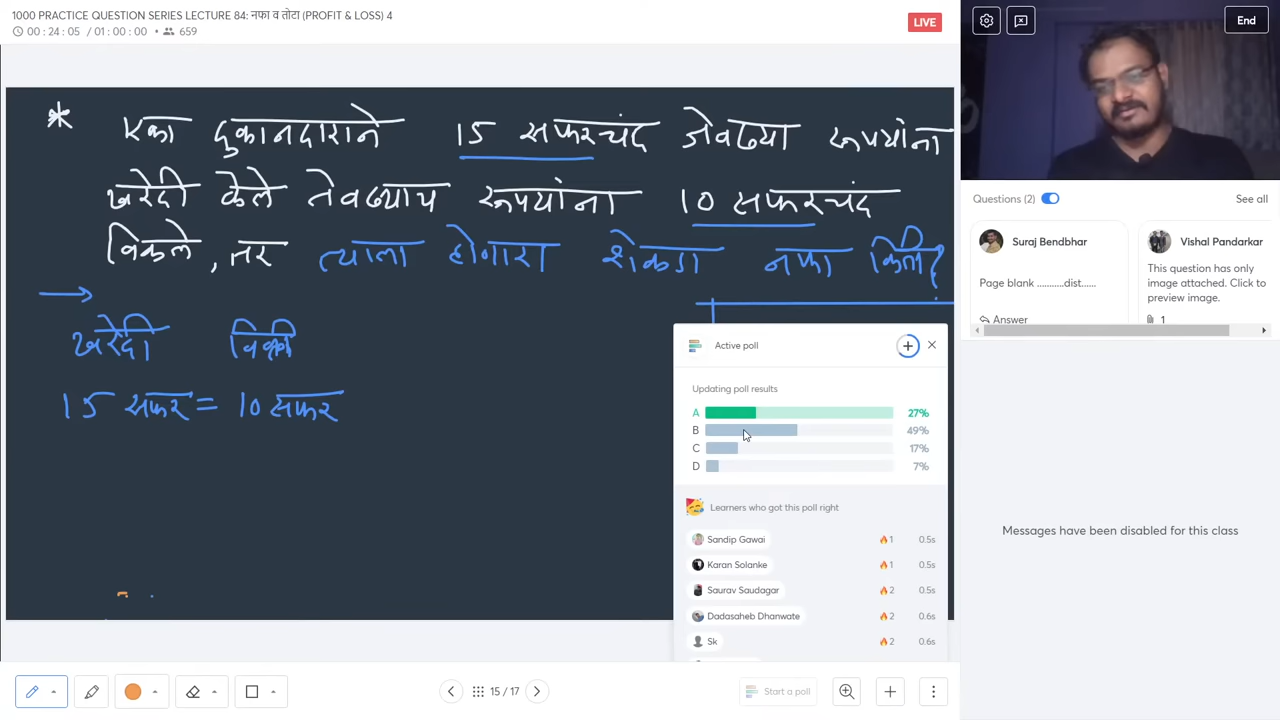 1000 PRACTICE QUESTION SERIES LECTURE 84: नफा व तोटा (PROFIT & LOSS) 4
00 : 24 : 05 / 01 : 00 : 00 • 659
LIVE
End
* एका दुकानदाराने 15 सफरचंद जेवढ्या रूपयांना
खरेदी केले तेवढ्याच रूपयांना 10 सफरचंद
विकले, तर त्याला होणारा शेकडा नफा किती?
खरेदी विक्री
15 सफर = 10 सफर
Active poll
Updating poll results
A 27%
B 49%
C 17%
D 7%
Learners who got this poll right
Sandip Gawai 1 0.5s
Karan Solanke 1 0.5s
Saurav Saudagar 2 0.5s
Dadasaheb Dhanwate 2 0.6s
Sk 2 0.6s
15 / 17
Start a poll
Questions (2) See all
Suraj Bendbhar
Page blank ...........dist......
Answer
Vishal Pandarkar
This question has only
image attached. Click to
preview image.
1
Messages have been disabled for this class